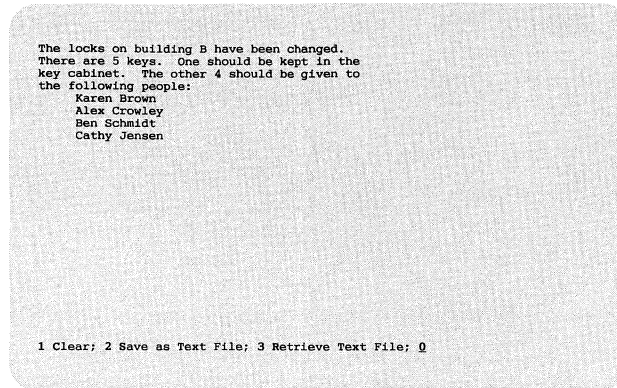 The locks on building B have been changed.
There are 5 keys.  One should be kept in the
key cabinet.  The other 4 should be given to
the following people:
Karen Brown
Alex Crowley
Ben Schmidt
Cathy Jensen
1 Clear; 2 Save as Text File; 3 Retrieve Text File; 0